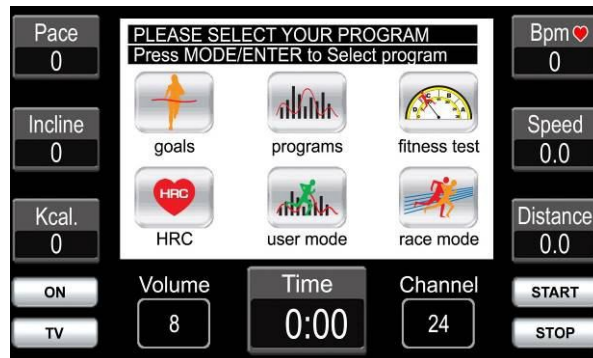 Pace
0
Incline
0
Kcal.
0
ON
TV
PLEASE SELECT YOUR PROGRAM
Press MODE/ENTER to Select program
goals
programs
C B
D A
fitness test
HRC
HRC
user mode
race mode
Volume
8
Time
0:00
Channel
24
Bpm
0
Speed
0.0
Distance
0.0
START
STOP